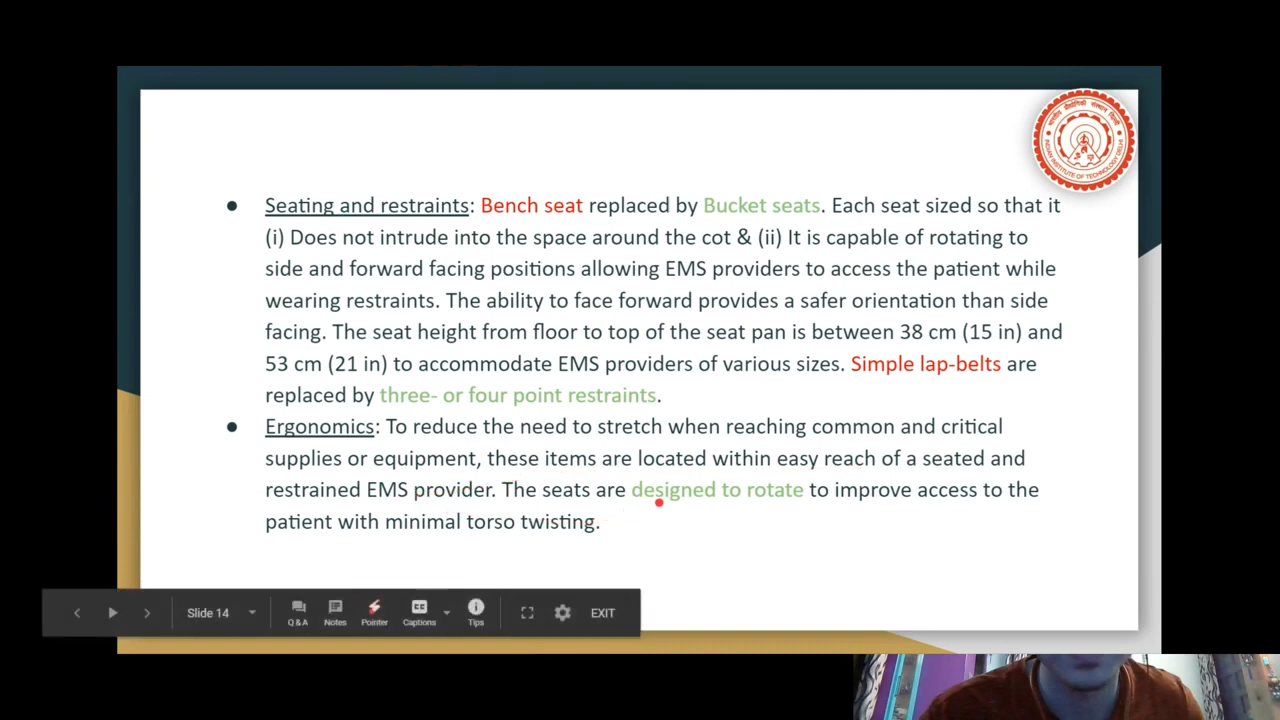 ● Seating and restraints: Bench seat replaced by Bucket seats. Each seat sized so that it
(i) Does not intrude into the space around the cot & (ii) It is capable of rotating to
side and forward facing positions allowing EMS providers to access the patient while
wearing restraints. The ability to face forward provides a safer orientation than side
facing. The seat height from floor to top of the seat pan is between 38 cm (15 in) and
53 cm (21 in) to accommodate EMS providers of various sizes. Simple lap-belts are
replaced by three- or four point restraints.
● Ergonomics: To reduce the need to stretch when reaching common and critical
supplies or equipment, these items are located within easy reach of a seated and
restrained EMS provider. The seats are designed to rotate to improve access to the
patient with minimal torso twisting.
भारतीय प्रौद्योगिकी संस्थान दिल्ली
INDIAN INSTITUTE OF TECHNOLOGY DELHI
Slide 14
Q & A Notes Pointer Captions Tips EXIT